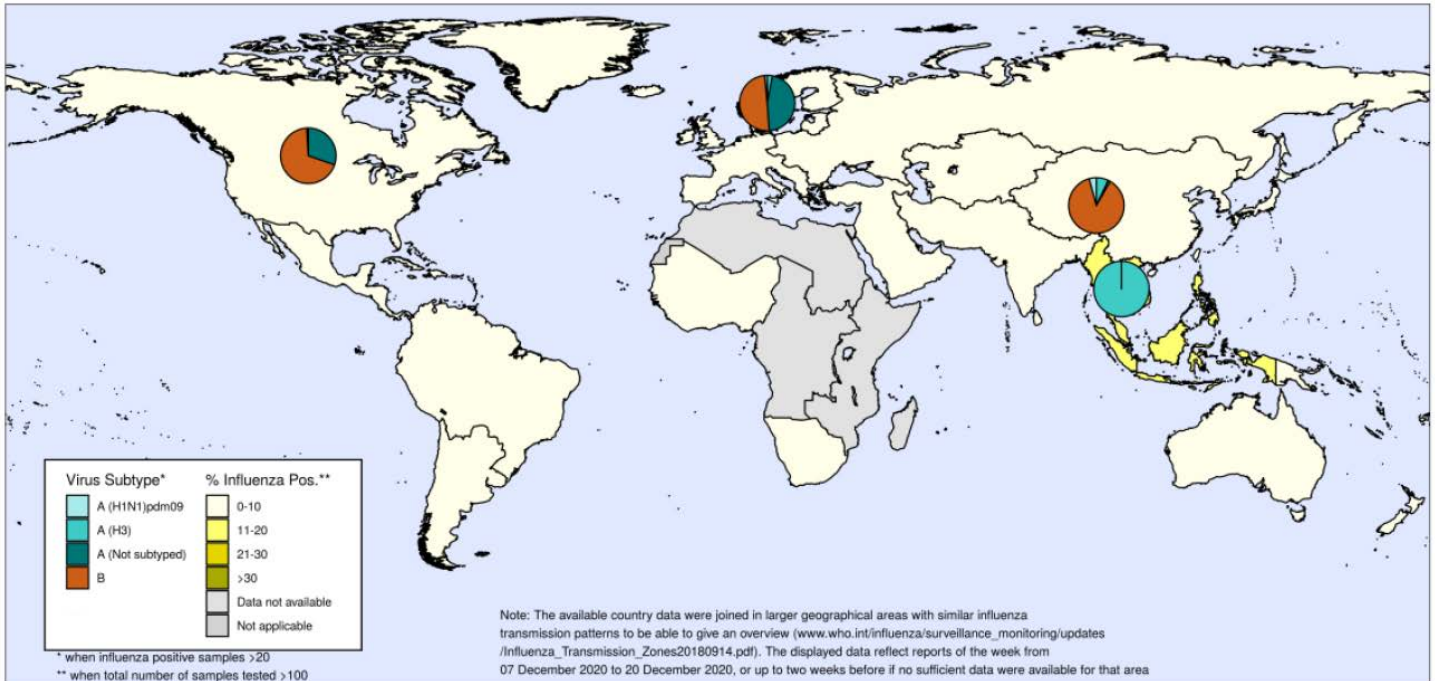 Virus Subtype*
A (H1N1)pdm09
A (H3)
A (Not subtyped)
B
% Influenza Pos.**
0-10
11-20
21-30
>30
Data not available
Not applicable
* when influenza positive samples >20
** when total number of samples tested >100
Note: The available country data were joined in larger geographical areas with similar influenza
transmission patterns to be able to give an overview (www.who.int/influenza/surveillance_monitoring/updates
/Influenza_Transmission_Zones20180914.pdf). The displayed data reflect reports of the week from
07 December 2020 to 20 December 2020, or up to two weeks before if no sufficient data were available for that area